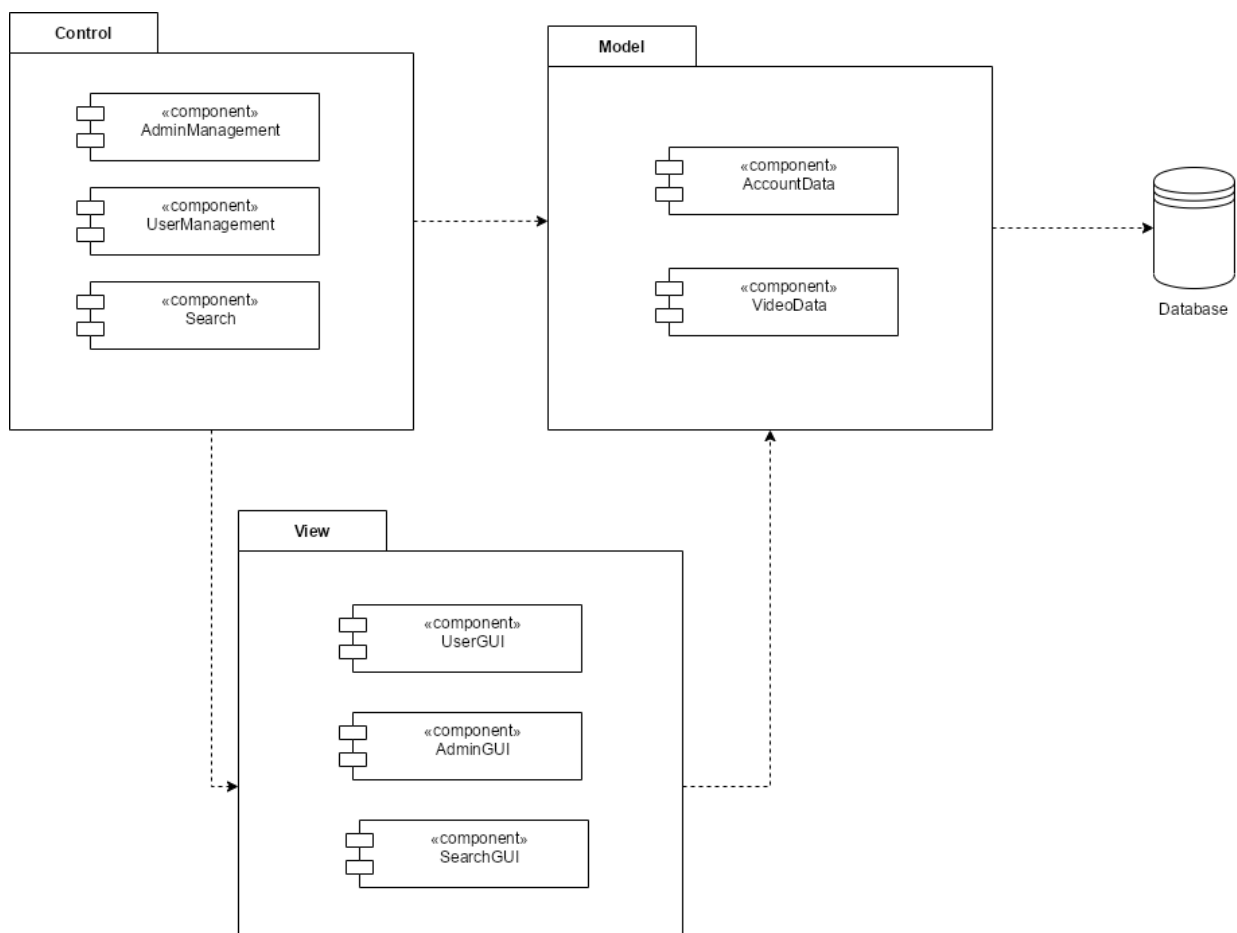 Control
«component»
AdminManagement
«component»
UserManagement
«component»
Search
Model
«component»
AccountData
«component»
VideoData
Database
View
«component»
UserGUI
«component»
AdminGUI
«component»
SearchGUI